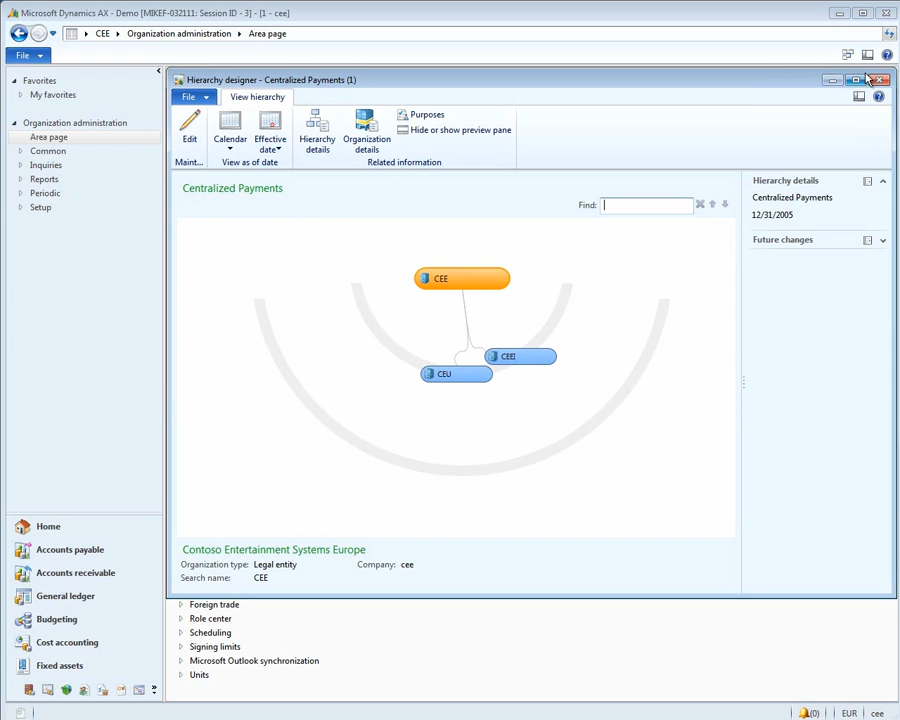 Microsoft Dynamics AX - Demo [MIKEF-032111: Session ID - 3] - [1 - cee]
CEE Organization administration Area page
File
Favorites
My favorites
Organization administration
Area page
Common
Inquiries
Reports
Periodic
Setup
Home
Accounts payable
Accounts receivable
General ledger
Budgeting
Cost accounting
Fixed assets
Hierarchy designer - Centralized Payments (1)
File View hierarchy
Edit
Maint...
Calendar
Effective date
View as of date
Hierarchy details
Organization details
Purposes
Hide or show preview pane
Related information
Centralized Payments
Find:
CEE
CEEI
CEU
Hierarchy details
Centralized Payments
12/31/2005
Future changes
Contoso Entertainment Systems Europe
Organization type: Legal entity Company: cee
Search name: CEE
Foreign trade
Role center
Scheduling
Signing limits
Microsoft Outlook synchronization
Units
(0) EUR cee